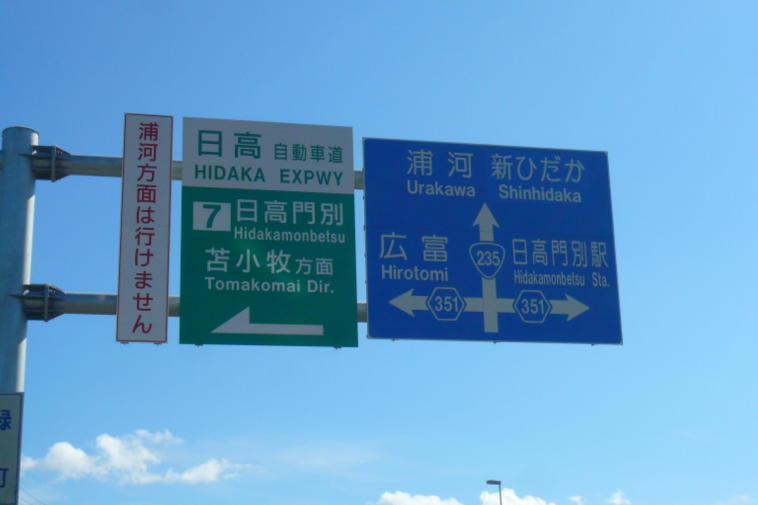 浦河方面は行けません
日高 自動車道
HIDAKA EXPWY
7 日高門別
Hidakamonbetsu
苫小牧方面
Tomakomai Dir.
浦河 新ひだか
Urakawa Shinhidaka
235
広富 日高門別駅
Hirotomi Hidakamonbetsu Sta.
351 351
町